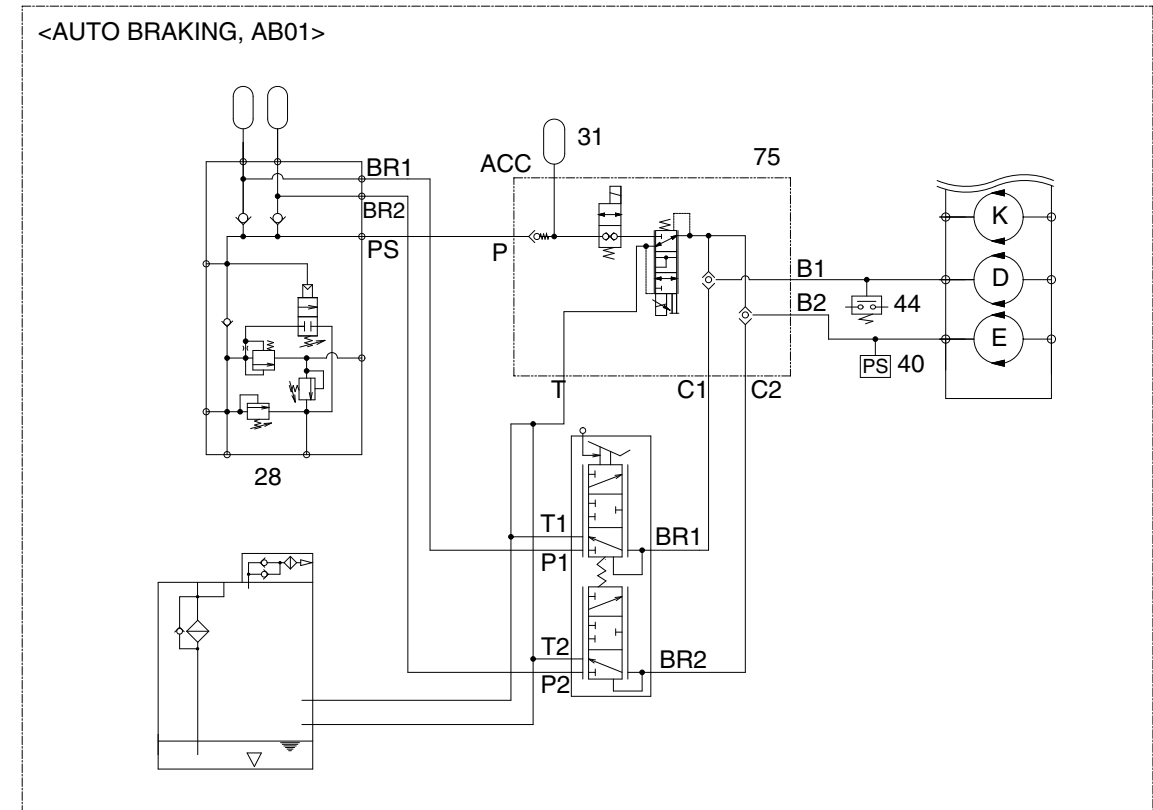 <AUTO BRAKING, AB01>
31
ACC
75
BR1
BR2
K
PS
P
B1
D
B2
44
E
PS
40
T
C1
C2
28
T1
BR1
P1
T2
BR2
P2